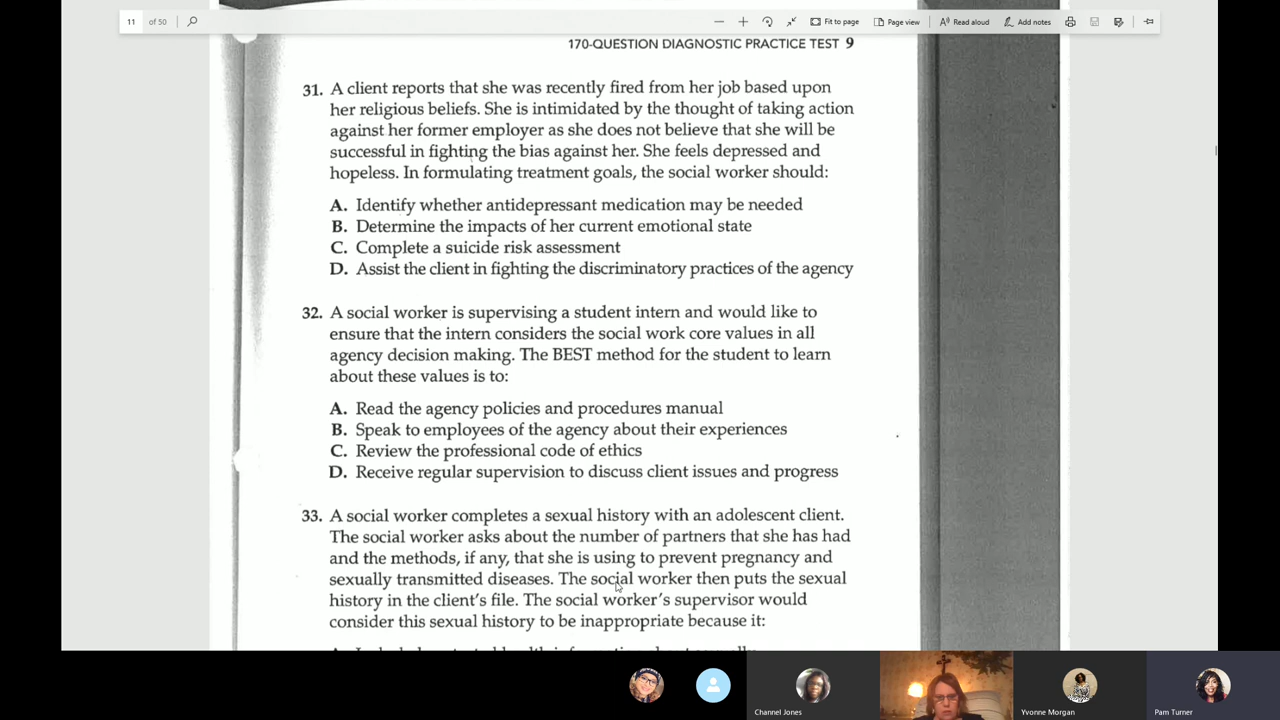 11 of 50 Fit to page Page view Read aloud Add notes
170-QUESTION DIAGNOSTIC PRACTICE TEST 9
31. A client reports that she was recently fired from her job based upon
her religious beliefs. She is intimidated by the thought of taking action
against her former employer as she does not believe that she will be
successful in fighting the bias against her. She feels depressed and
hopeless. In formulating treatment goals, the social worker should:
A. Identify whether antidepressant medication may be needed
B. Determine the impacts of her current emotional state
C. Complete a suicide risk assessment
D. Assist the client in fighting the discriminatory practices of the agency
32. A social worker is supervising a student intern and would like to
ensure that the intern considers the social work core values in all
agency decision making. The BEST method for the student to learn
about these values is to:
A. Read the agency policies and procedures manual
B. Speak to employees of the agency about their experiences
C. Review the professional code of ethics
D. Receive regular supervision to discuss client issues and progress
33. A social worker completes a sexual history with an adolescent client.
The social worker asks about the number of partners that she has had
and the methods, if any, that she is using to prevent pregnancy and
sexually transmitted diseases. The social worker then puts the sexual
history in the client's file. The social worker's supervisor would
consider this sexual history to be inappropriate because it:
Channel Jones
Yvonne Morgan
Pam Turner